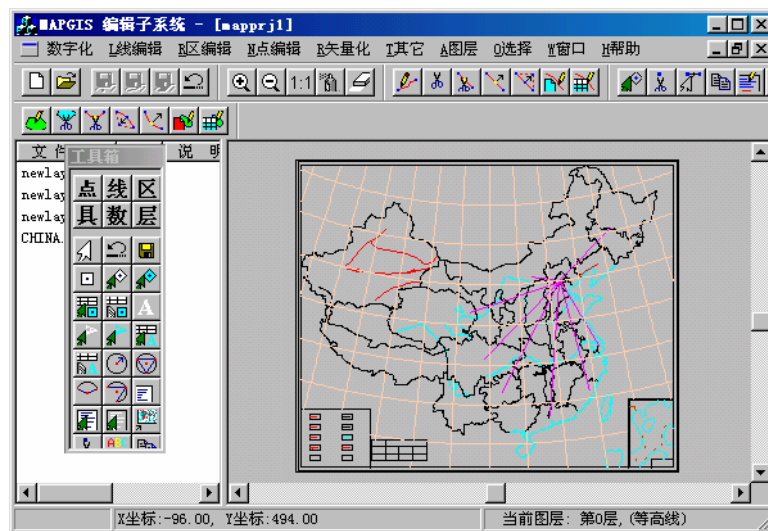 MAPGIS 编辑子系统 - [mapprj1]
数字化 L线编辑 R区编辑 N点编辑 R矢量化 T其它 A图层 O选择 W窗口 H帮助
1:1
文件 说明
工具箱
newlay
newlay
newlay
CHINA.
点 线 区
具 数 层
A
ABC
X坐标:-96.00, Y坐标:494.00
当前图层: 第0层, (等高线)